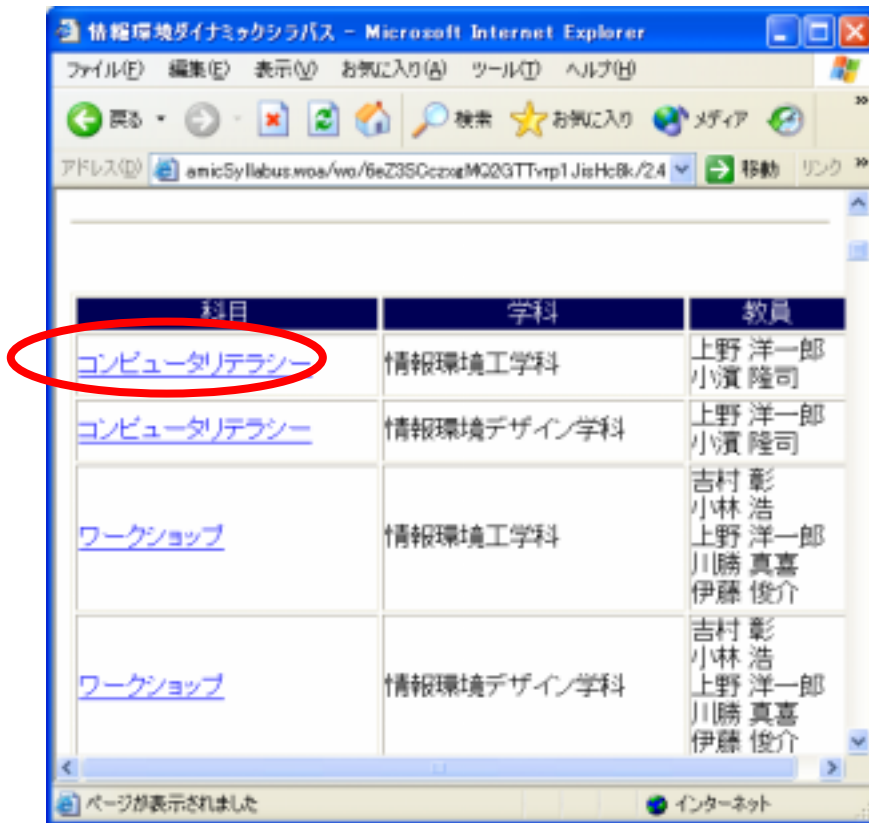 情報環境ダイナミックシラバス - Microsoft Internet Explorer
ファイル(F) 編集(E) 表示(V) お気に入り(A) ツール(T) ヘルプ(H)
戻る 検索 お気に入り メディア »
アドレス(D) amicSyllabus.woa/wo/ 移動 リンク »
科目 学科 教員
コンピュータリテラシー 情報環境工学科 上野 洋一郎
小濱 隆司
コンピュータリテラシー 情報環境デザイン学科 上野 洋一郎
小濱 隆司
ワークショップ 情報環境工学科 吉村 彰
小林 浩
上野 洋一郎
川勝 真喜
伊藤 俊介
ワークショップ 情報環境デザイン学科 吉村 彰
小林 浩
上野 洋一郎
川勝 真喜
伊藤 俊介
ページが表示されました インターネット